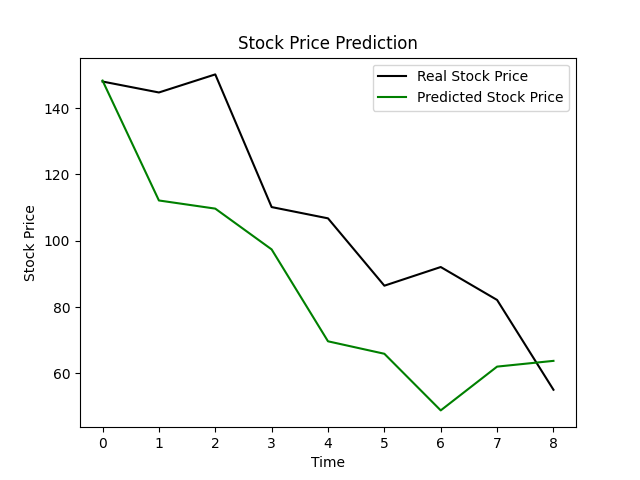 Stock Price Prediction
Real Stock Price
Predicted Stock Price
Stock Price
140
120
100
80
60
0 1 2 3 4 5 6 7 8
Time